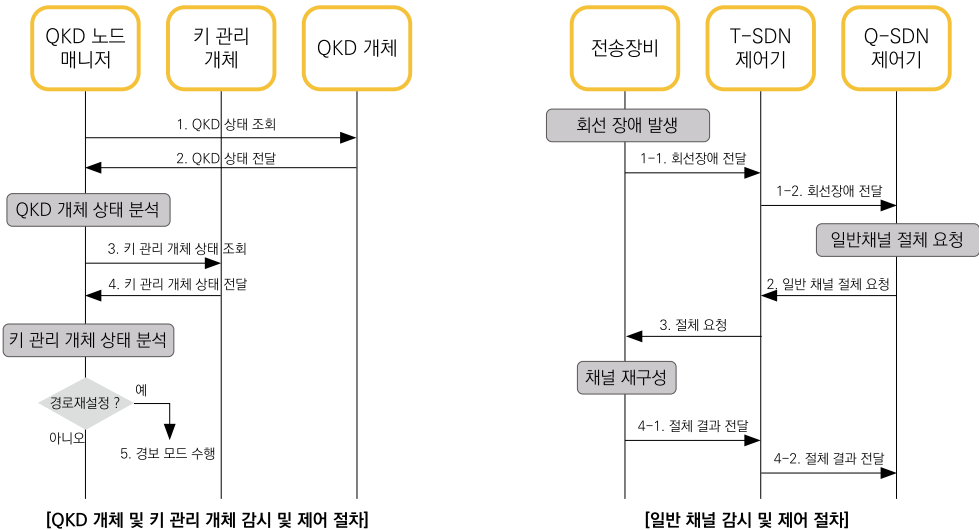 QKD 노드
매니저
키 관리
개체
QKD 개체
1. QKD 상태 조회
2. QKD 상태 전달
QKD 개체 상태 분석
3. 키 관리 개체 상태 조회
4. 키 관리 개체 상태 전달
키 관리 개체 상태 분석
경로재설정 ?
예
아니오
5. 경보 모드 수행
[QKD 개체 및 키 관리 개체 감시 및 제어 절차]
전송장비
T-SDN
제어기
Q-SDN
제어기
회선 장애 발생
1-1. 회선장애 전달
1-2. 회선장애 전달
일반채널 절체 요청
2. 일반 채널 절체 요청
3. 절체 요청
채널 재구성
4-1. 절체 결과 전달
4-2. 절체 결과 전달
[일반 채널 감시 및 제어 절차]